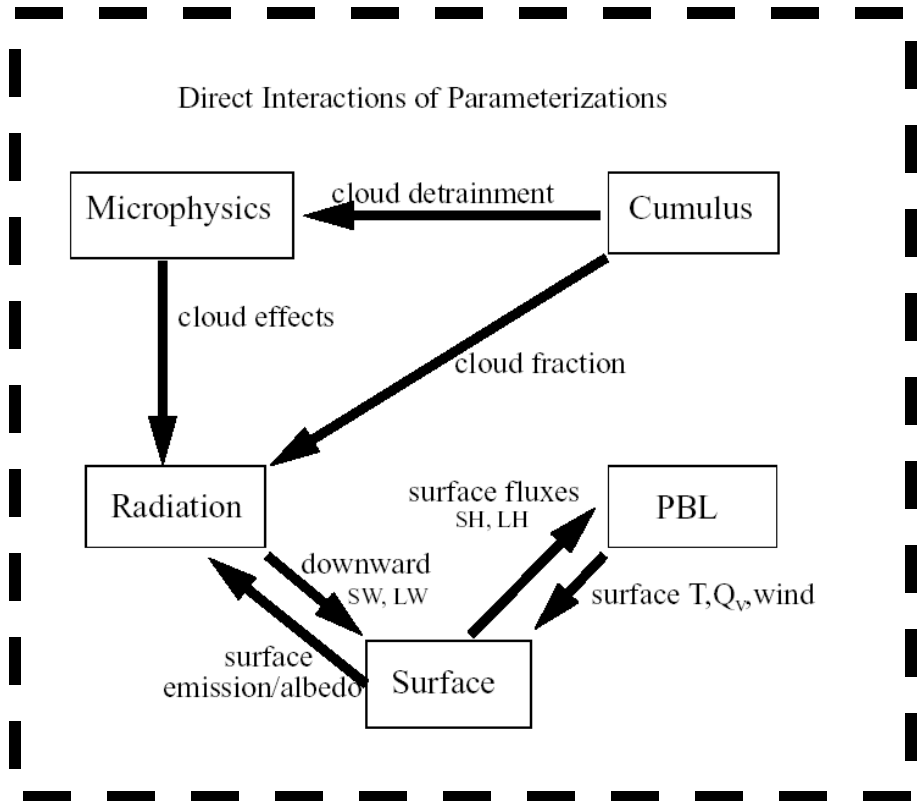 Direct Interactions of Parameterizations
Microphysics
cloud detrainment
Cumulus
cloud effects
cloud fraction
Radiation
surface fluxes
SH, LH
PBL
downward
SW, LW
surface T,Qv,wind
surface
emission/albedo
Surface